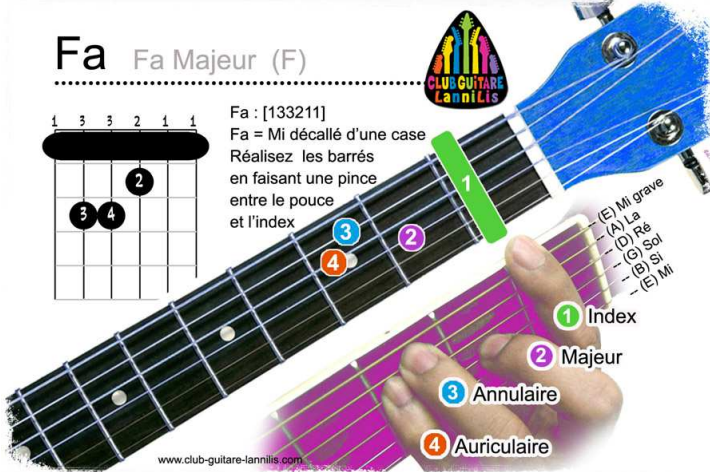 Fa Fa Majeur (F)
CLUB GUITARE
LANNILIS
1 3 3 2 1 1
2
3 4
Fa : [133211]
Fa = Mi décallé d'une case
Réalisez les barrés
en faisant une pince
entre le pouce
et l'index
1
3
2
4
-- (E) Mi grave
-- (A) La
-- (D) Ré
-- (G) Sol
-- (B) Si
-- (E) Mi
1 Index
2 Majeur
3 Annulaire
4 Auriculaire
www.club-guitare-lannilis.com